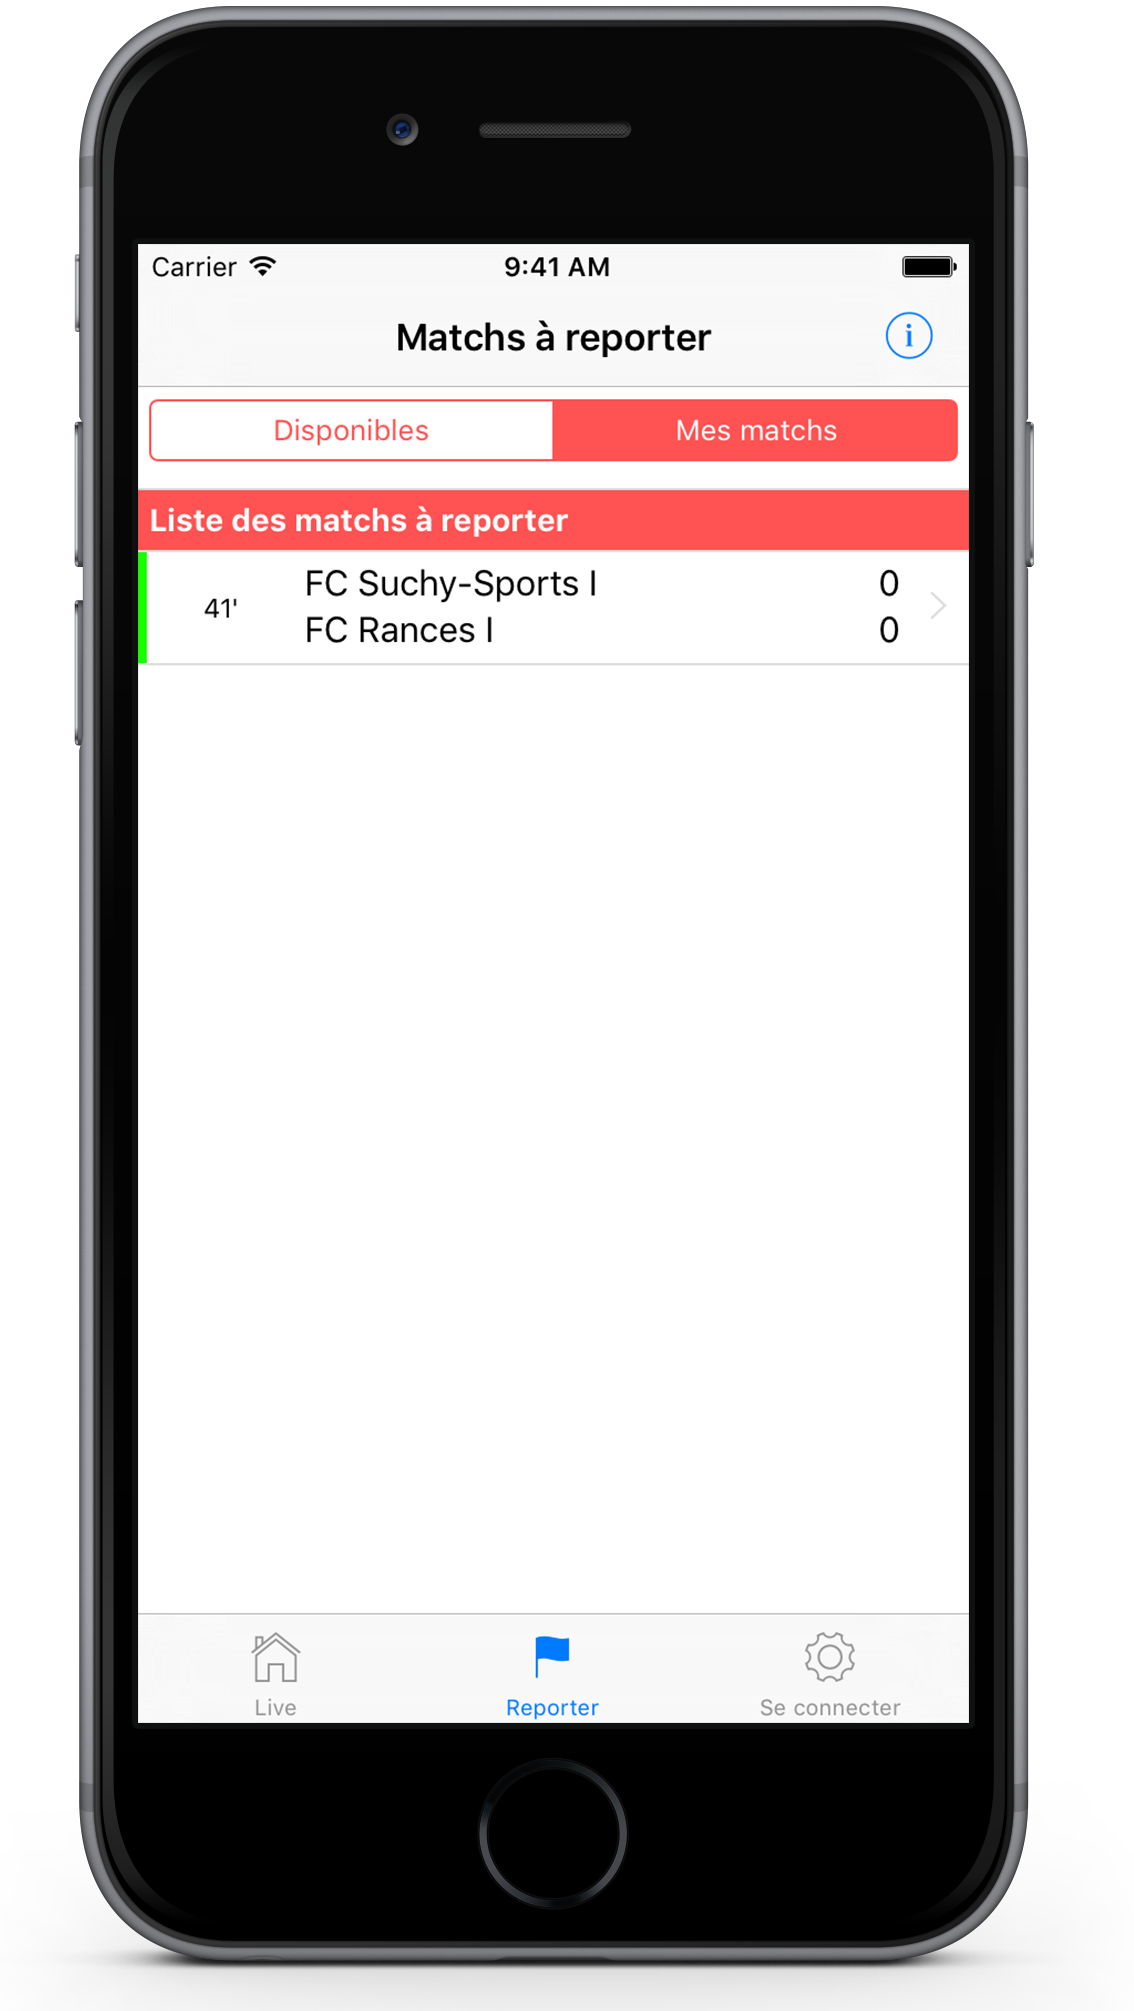 Carrier 9:41 AM
Matchs à reporter
i
Disponibles Mes matchs
Liste des matchs à reporter
41'
FC Suchy-Sports I 0
FC Rances I 0
Live Reporter Se connecter